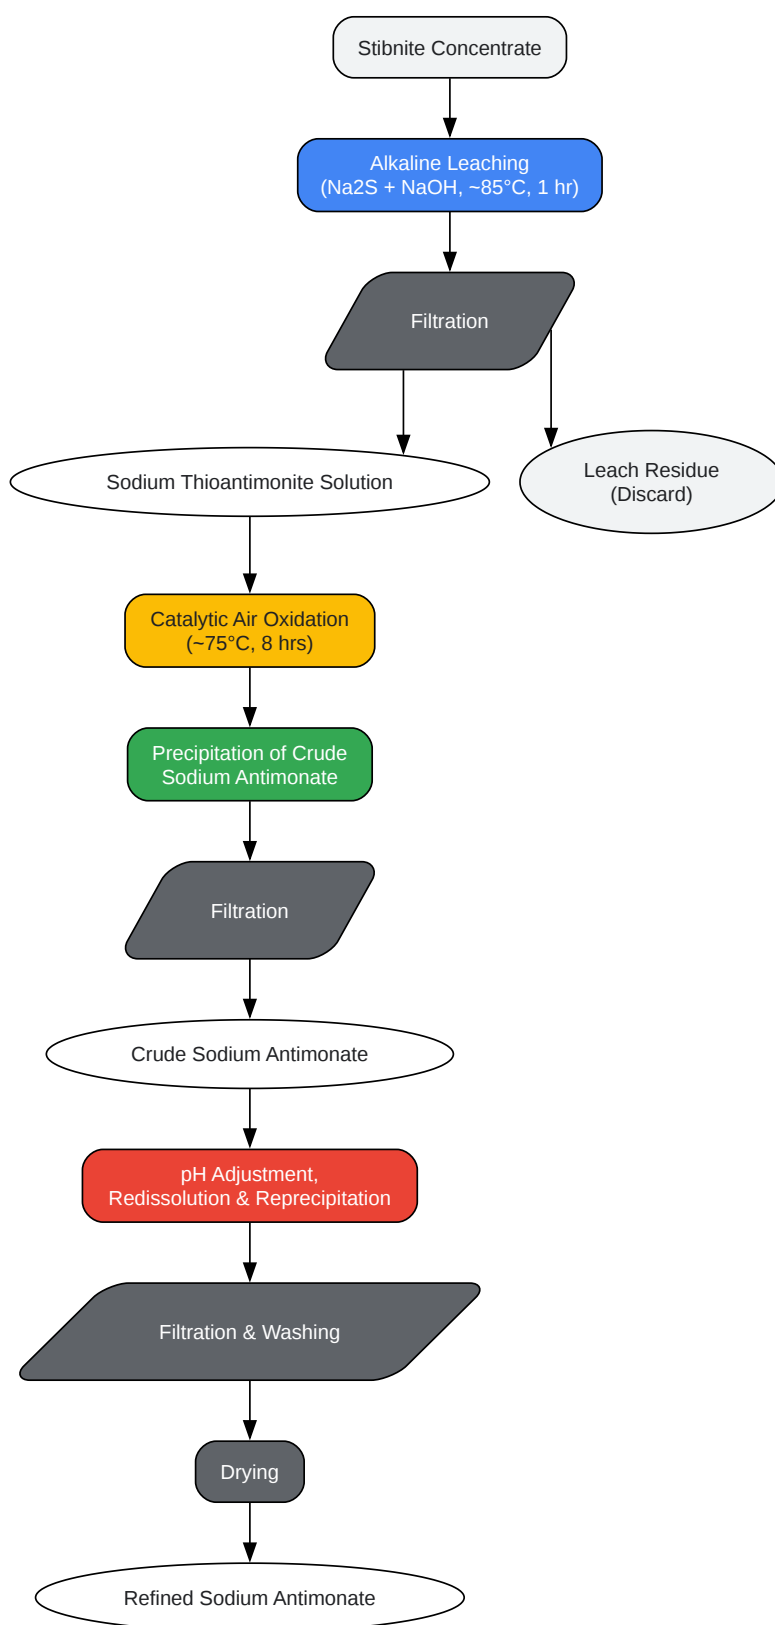 Stibnite Concentrate
Alkaline Leaching
(Na2S + NaOH, ~85°C, 1 hr)
Filtration
Sodium Thioantimonite Solution
Leach Residue
(Discard)
Catalytic Air Oxidation
(~75°C, 8 hrs)
Precipitation of Crude
Sodium Antimonate
Filtration
Crude Sodium Antimonate
pH Adjustment,
Redissolution & Reprecipitation
Filtration & Washing
Drying
Refined Sodium Antimonate